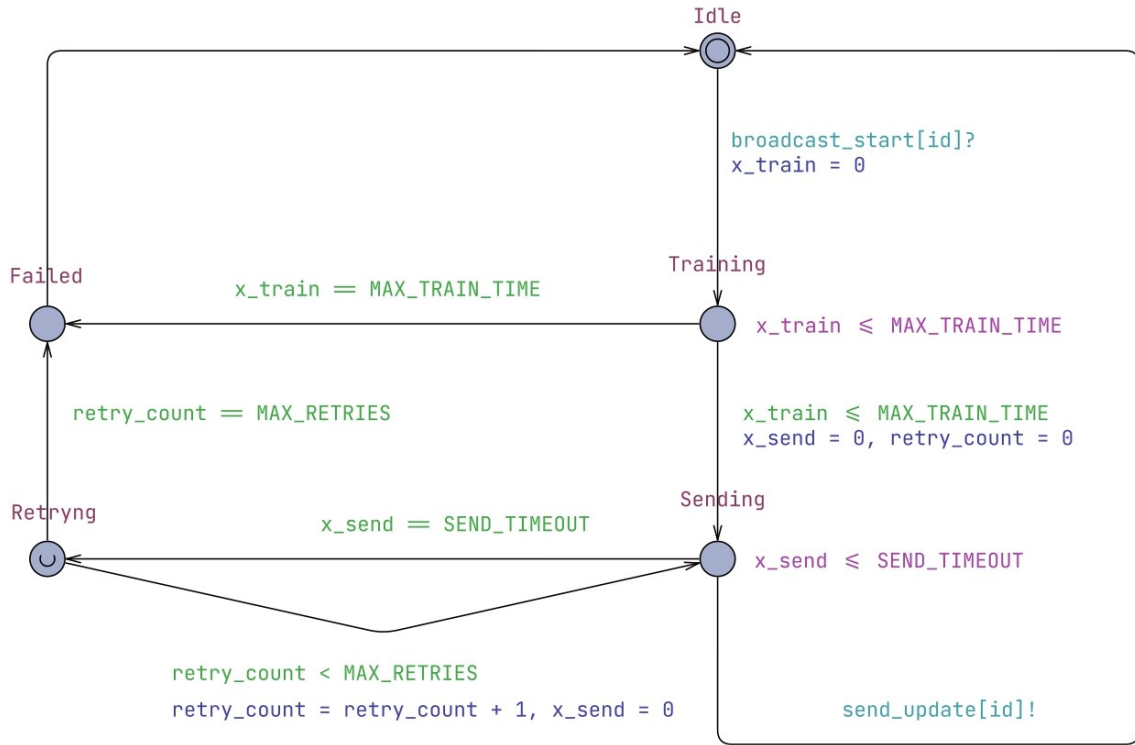 Idle
broadcast_start[id]?
x_train = 0
Failed
Training
x_train == MAX_TRAIN_TIME
x_train ≤ MAX_TRAIN_TIME
retry_count == MAX_RETRIES
x_train ≤ MAX_TRAIN_TIME
x_send = 0, retry_count = 0
Retryng
Sending
x_send == SEND_TIMEOUT
x_send ≤ SEND_TIMEOUT
retry_count < MAX_RETRIES
retry_count = retry_count + 1, x_send = 0
send_update[id]!